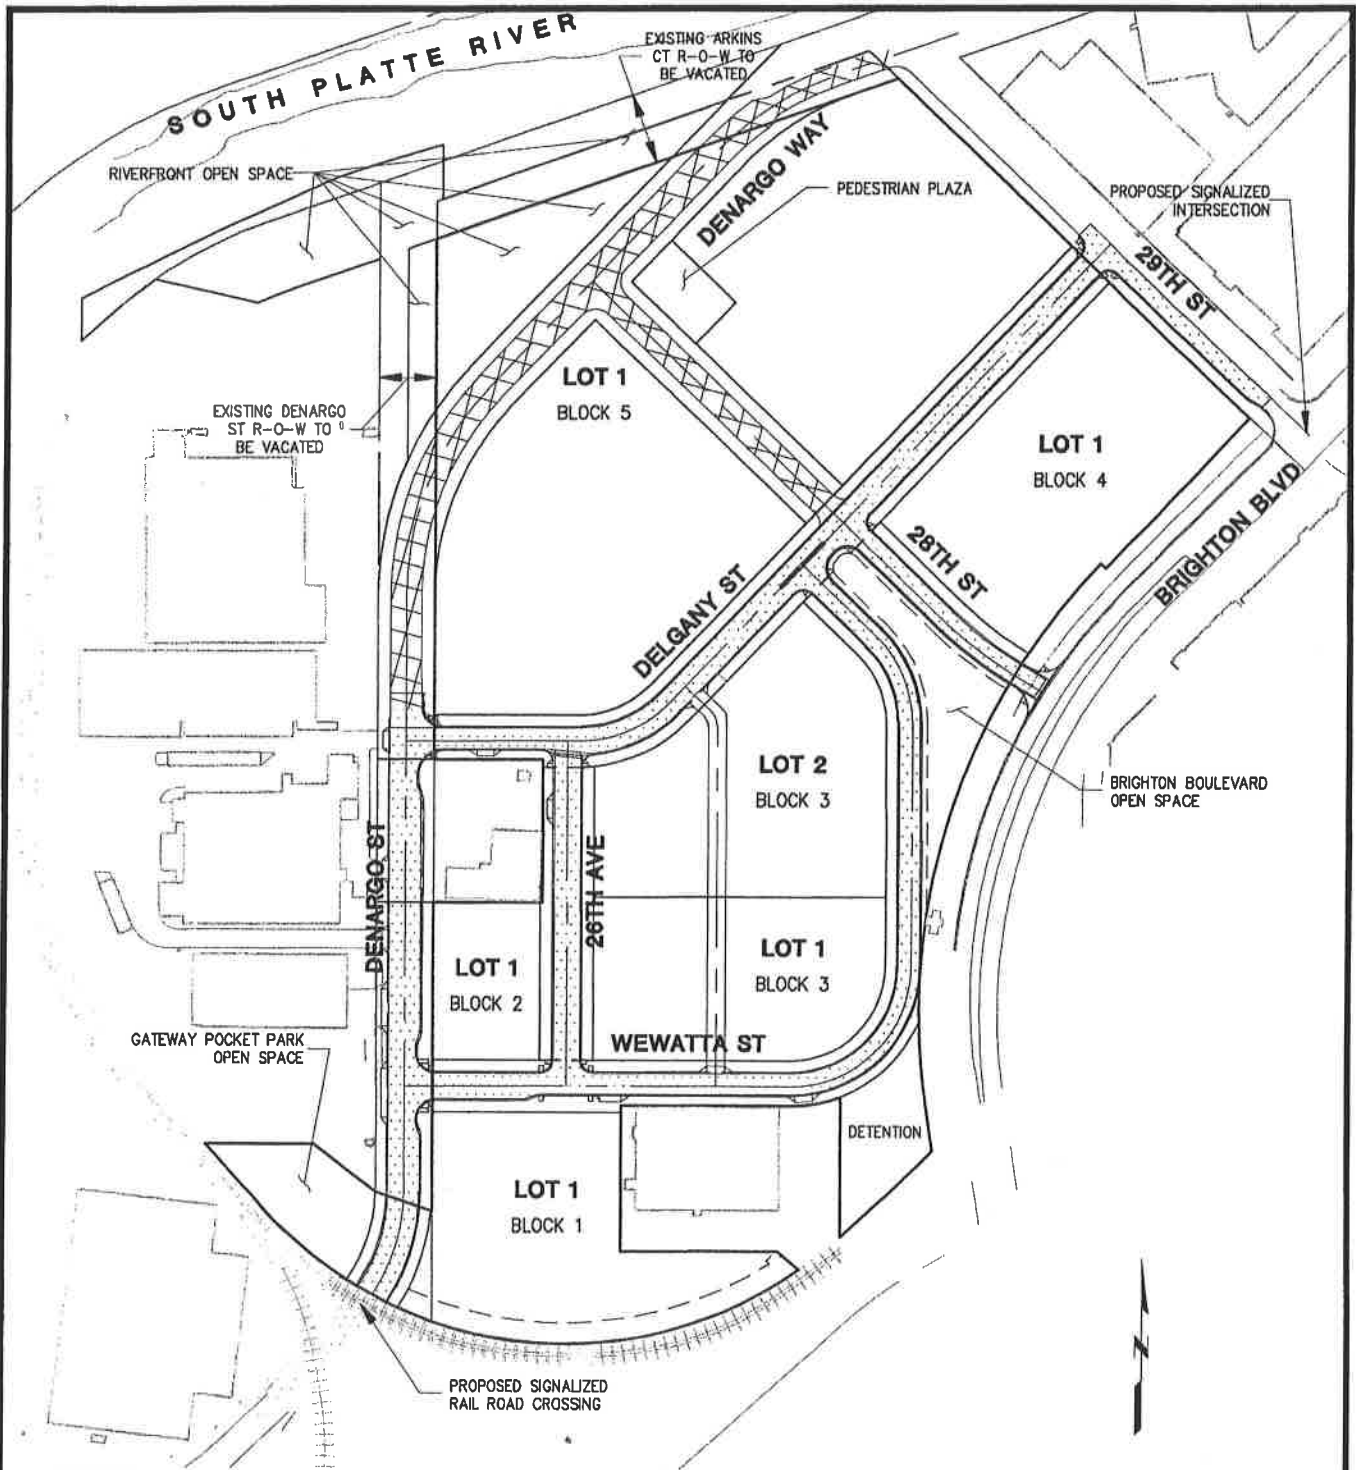 SOUTH PLATTE RIVER
EXISTING ARKINS
CT R-O-W TO
BE VACATED
RIVERFRONT OPEN SPACE
DENARGO WAY
PEDESTRIAN PLAZA
PROPOSED SIGNALIZED
INTERSECTION
29TH ST
LOT 1
BLOCK 5
EXISTING DENARGO
ST R-O-W TO
BE VACATED
LOT 1
BLOCK 4
BRIGHTON BLVD
28TH ST
DELGANY ST
LOT 2
BLOCK 3
BRIGHTON BOULEVARD
OPEN SPACE
DENARGO ST
26TH AVE
LOT 1
BLOCK 2
LOT 1
BLOCK 3
GATEWAY POCKET PARK
OPEN SPACE
WEWATTA ST
DETENTION
LOT 1
BLOCK 1
PROPOSED SIGNALIZED
RAIL ROAD CROSSING
N